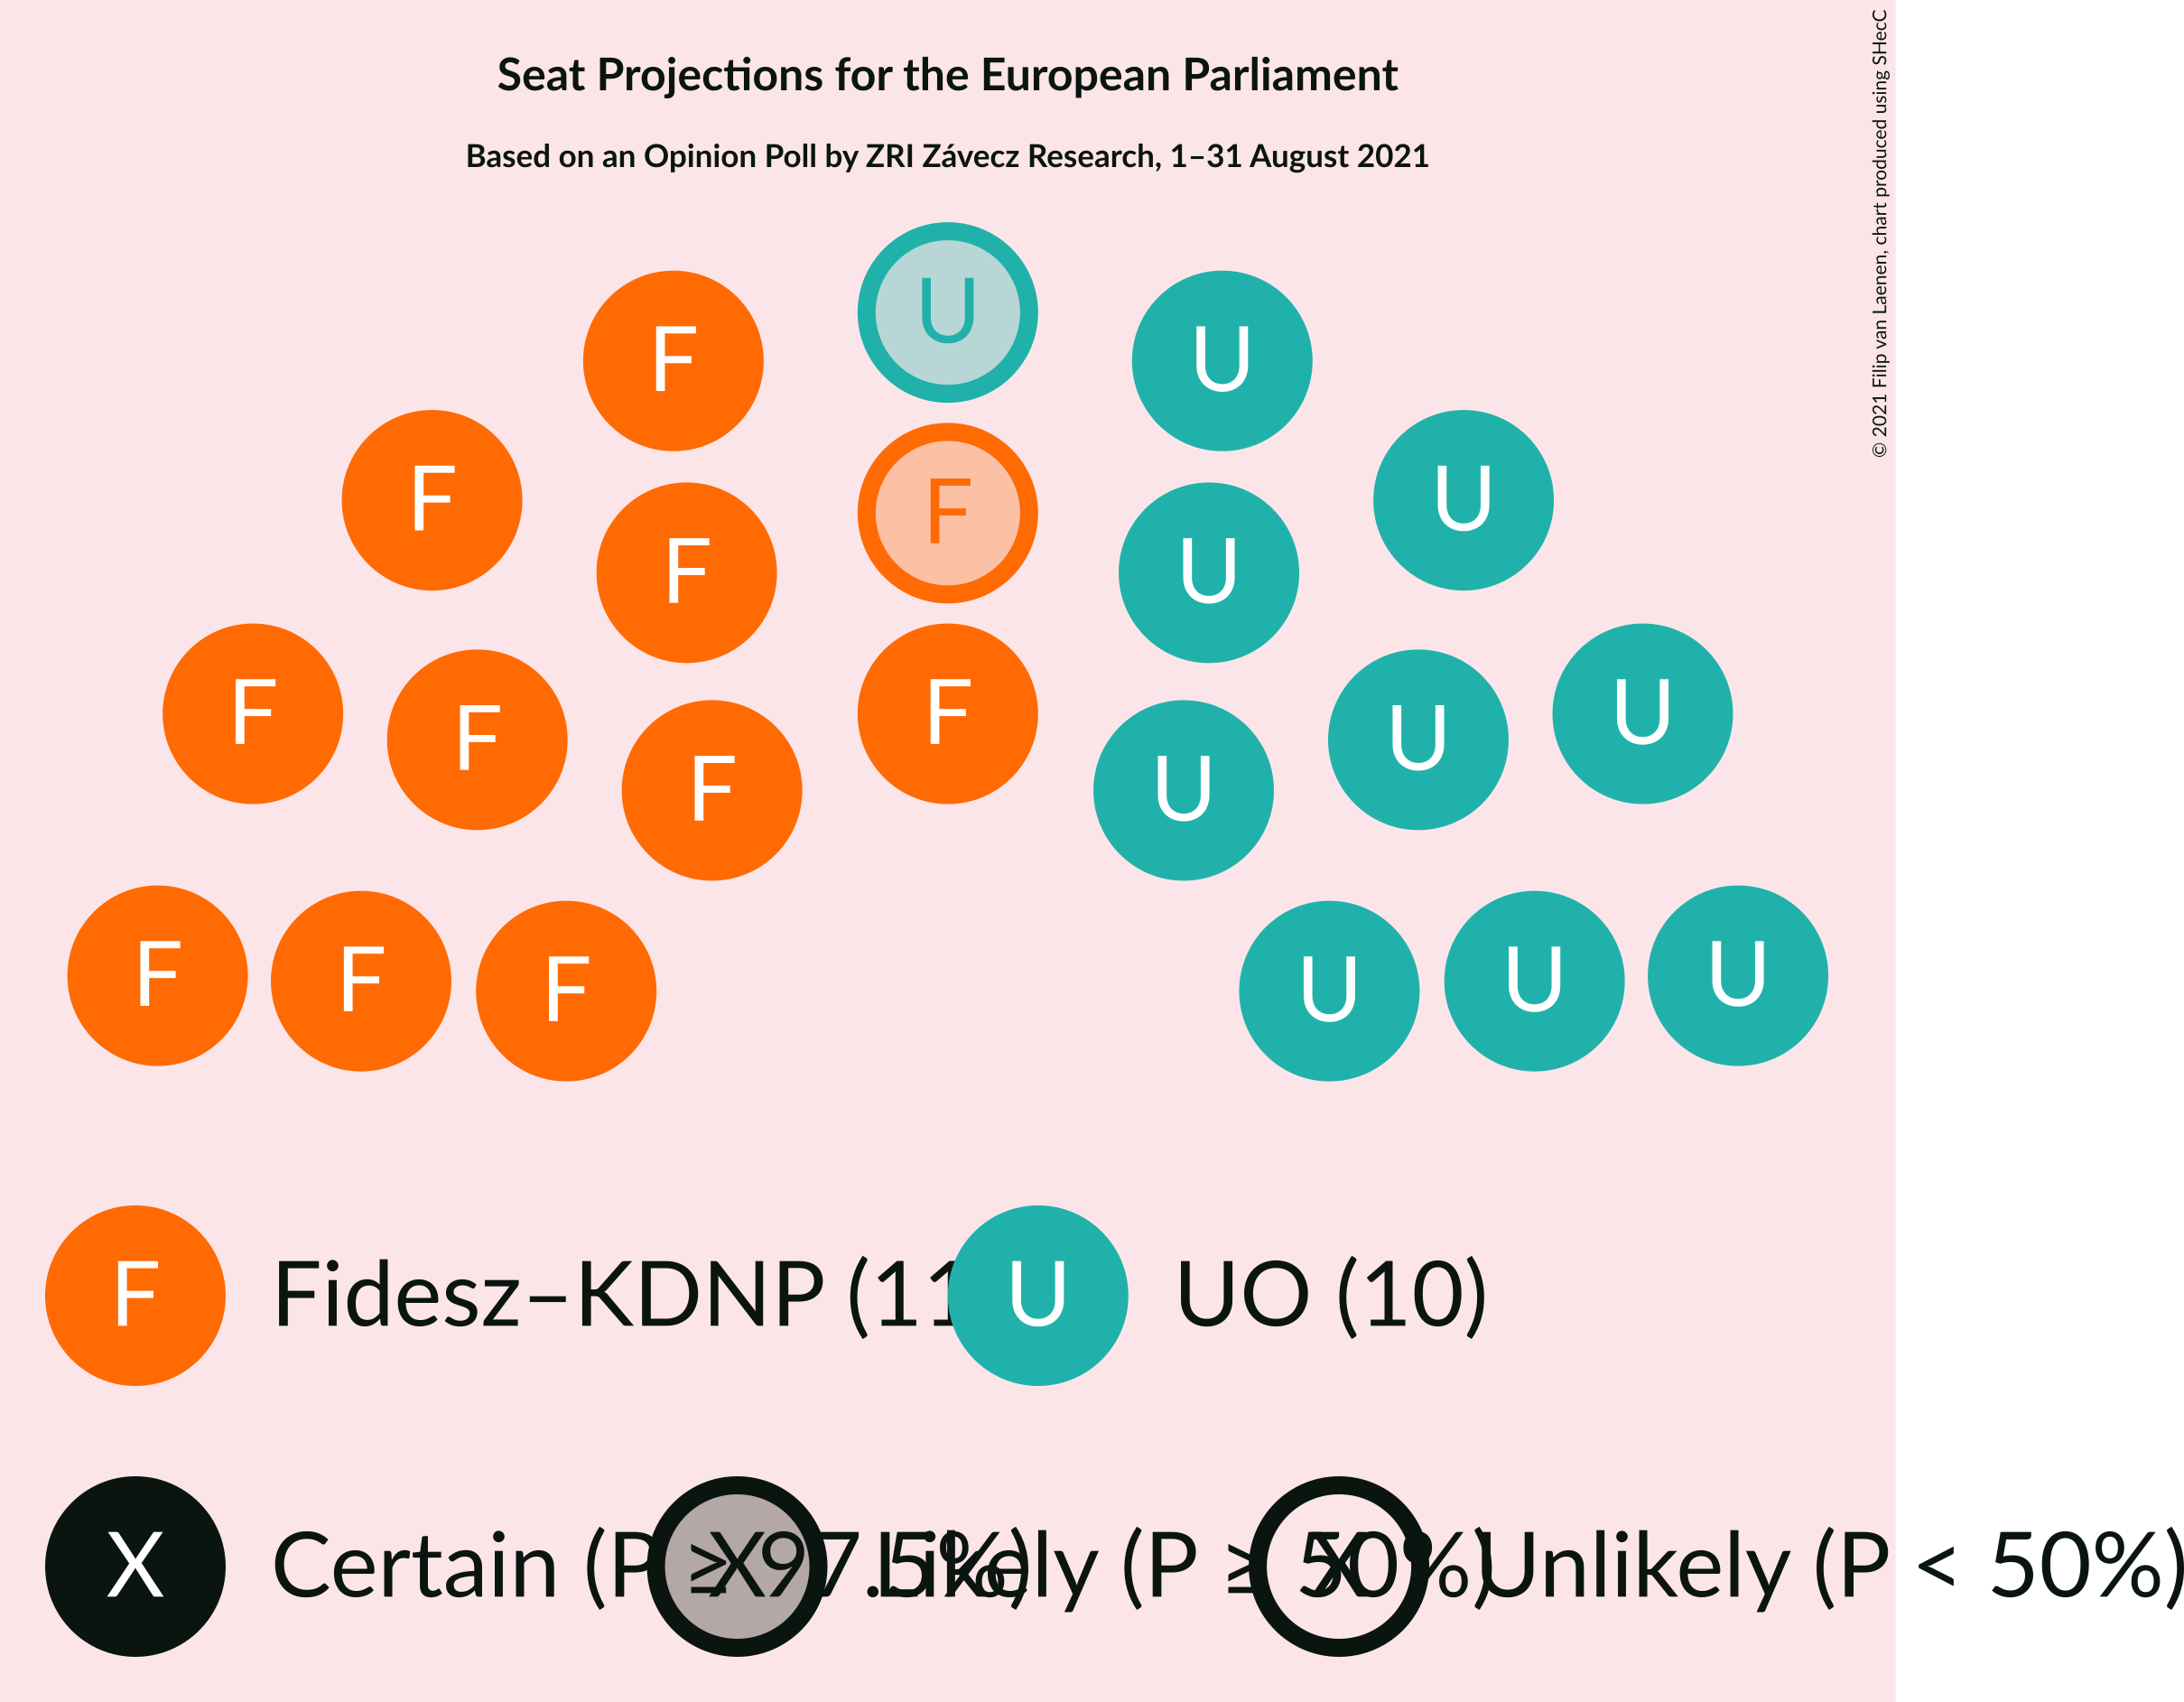 Seat Projections for the European Parliament
Based on an Opinion Poll by ZRI Závecz Research, 1–31 August 2021
© 2021 Filip van Laenen, chart produced using SHecC
U
F U
F F U
F U
F U
F F U U
F U
F U
F F U U
F Fidesz–KDNP (11 U UO (10)
X Certain (P ≥ 97.5%) X Likely (P ≥ 50%) X Unlikely (P < 50%)